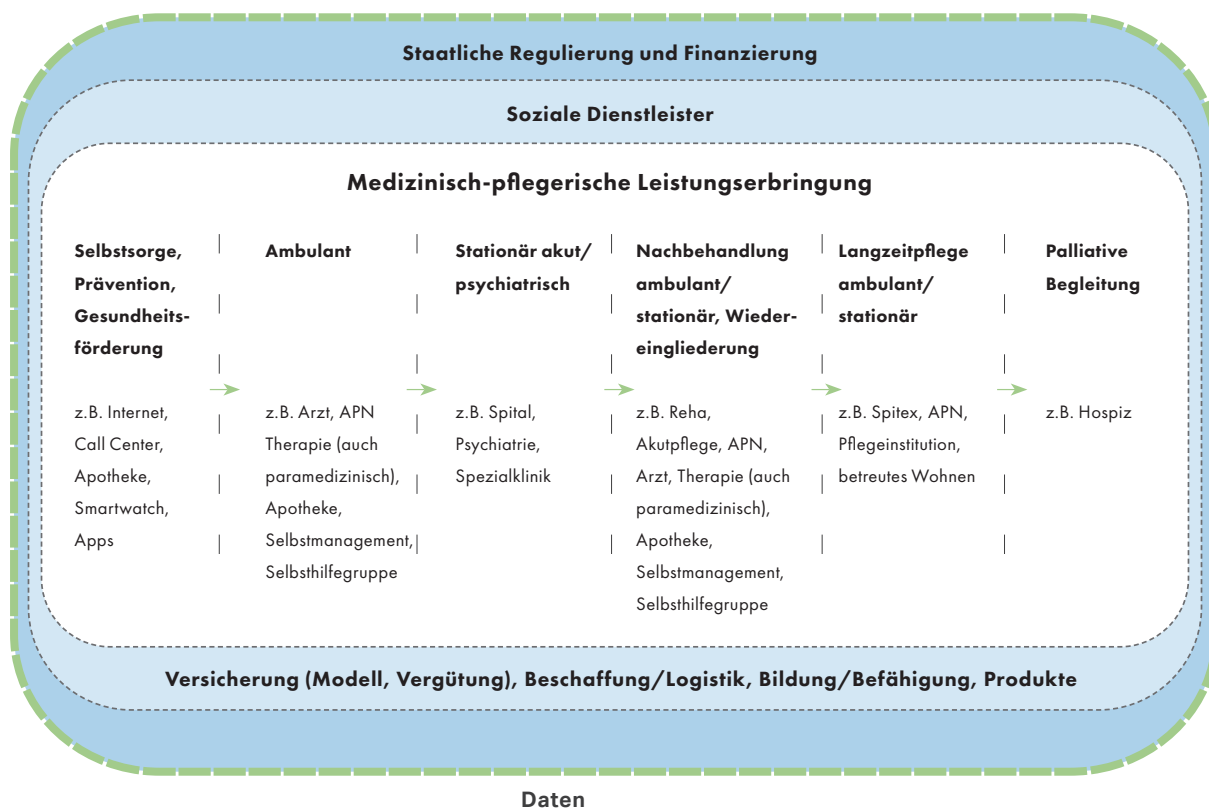 Staatliche Regulierung und Finanzierung
Soziale Dienstleister
Medizinisch-pflegerische Leistungserbringung
Selbstsorge,
Prävention,
Gesundheits-
förderung
z.B. Internet,
Call Center,
Apotheke,
Smartwatch,
Apps
Ambulant
z.B. Arzt, APN
Therapie (auch
paramedizinisch),
Apotheke,
Selbstmanagement,
Selbsthilfegruppe
Stationär akut/
psychiatrisch
z.B. Spital,
Psychiatrie,
Spezialklinik
Nachbehandlung
ambulant/
stationär, Wieder-
eingliederung
z.B. Reha,
Akutpflege, APN,
Arzt, Therapie (auch
paramedizinisch),
Apotheke,
Selbstmanagement,
Selbsthilfegruppe
Langzeitpflege
ambulant/
stationär
z.B. Spitex, APN,
Pflegeinstitution,
betreutes Wohnen
Palliative
Begleitung
z.B. Hospiz
Versicherung (Modell, Vergütung), Beschaffung/Logistik, Bildung/Befähigung, Produkte
Daten